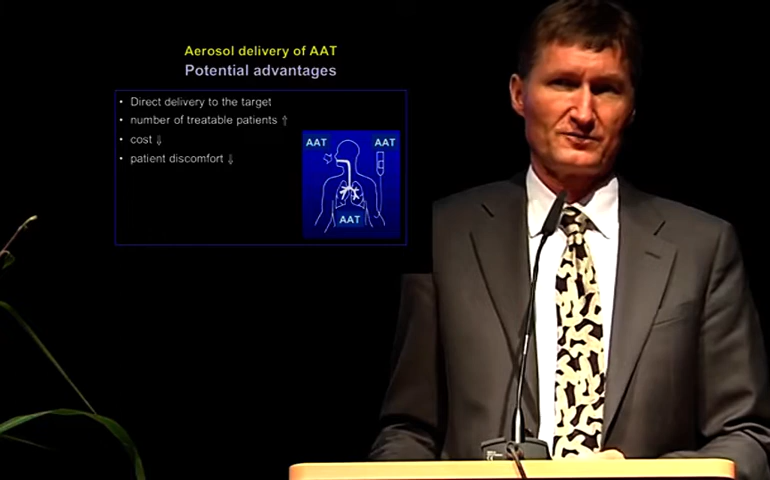 Aerosol delivery of AAT
Potential advantages
• Direct delivery to the target
• number of treatable patients ⇑
• cost ⇓
• patient discomfort ⇓
AAT AAT
AAT